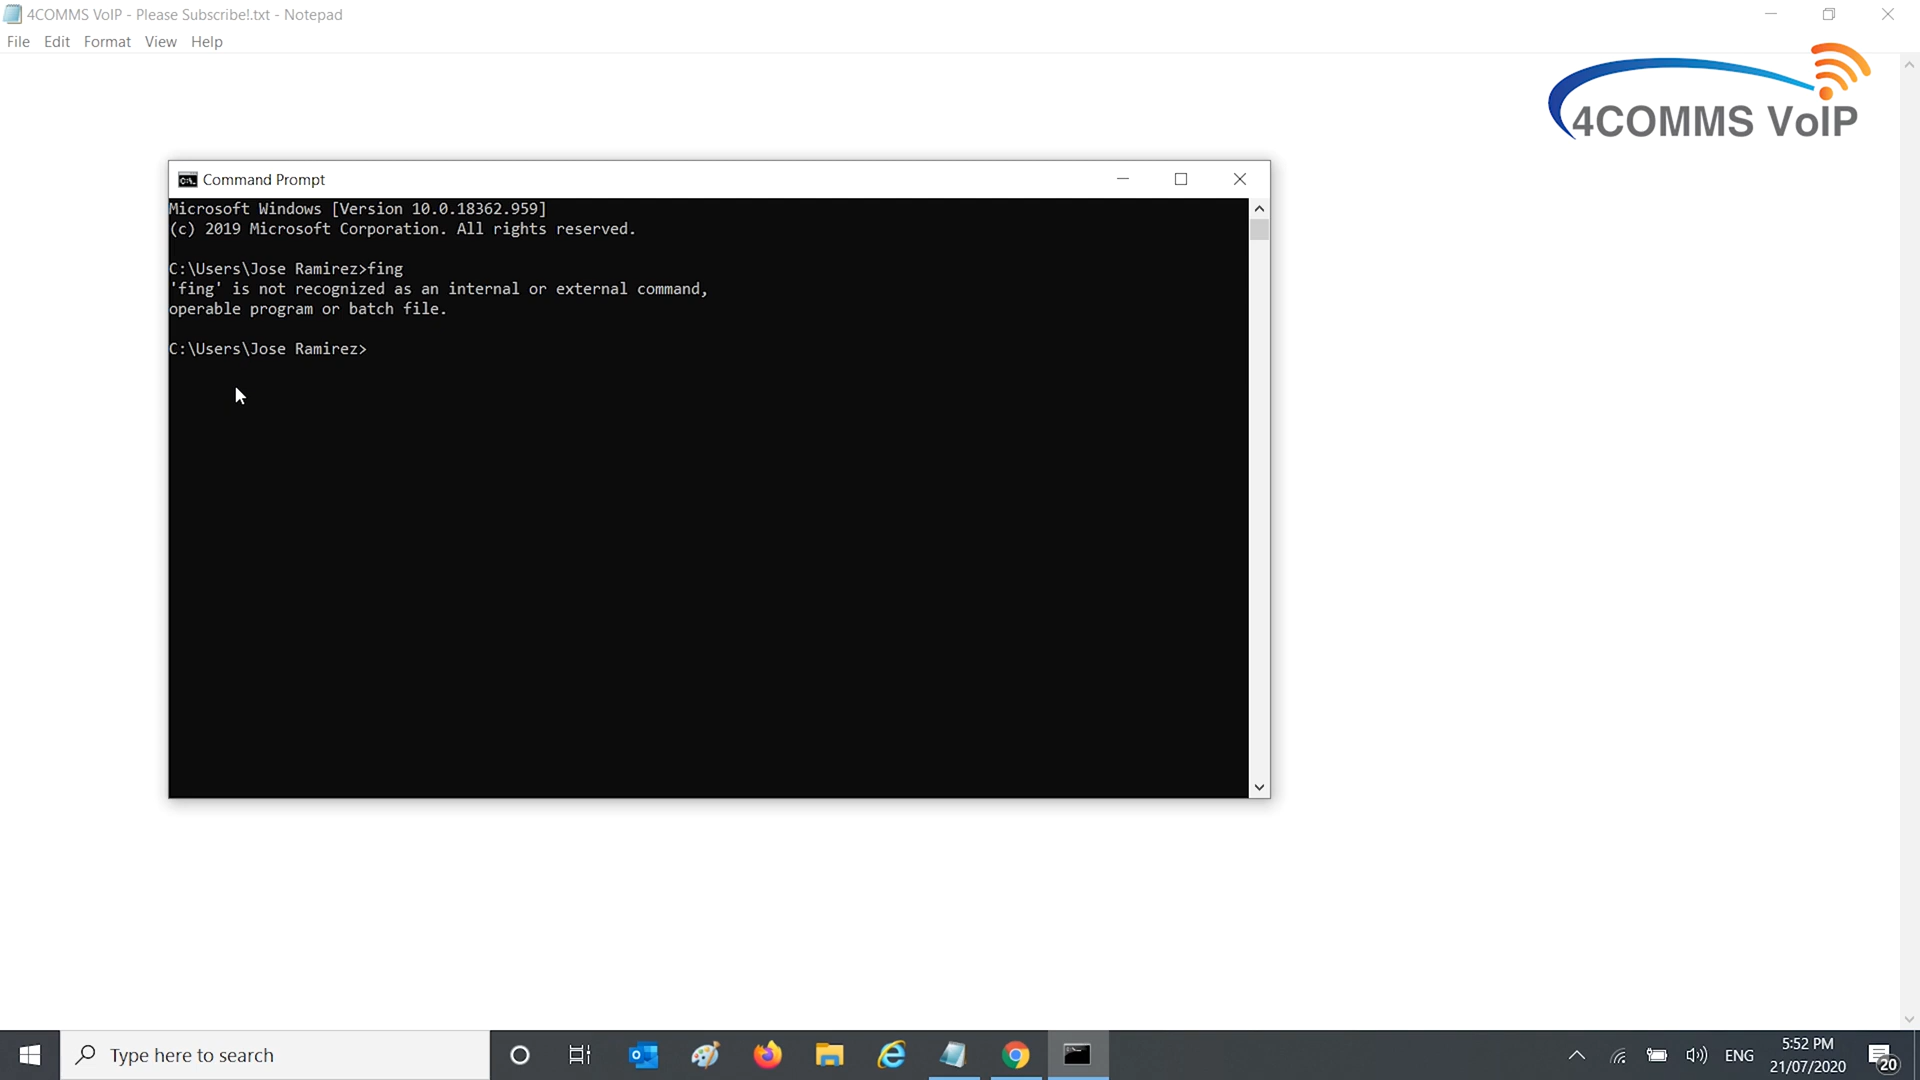 4COMMS VoIP - Please Subscribe!.txt - Notepad
File Edit Format View Help
4COMMS VoIP
Command Prompt
Microsoft Windows [Version 10.0.18362.959]
(c) 2019 Microsoft Corporation. All rights reserved.
C:\Users\Jose Ramirez>fing
'fing' is not recognized as an internal or external command,
operable program or batch file.
C:\Users\Jose Ramirez>
Type here to search
ENG
5:52 PM
21/07/2020
20